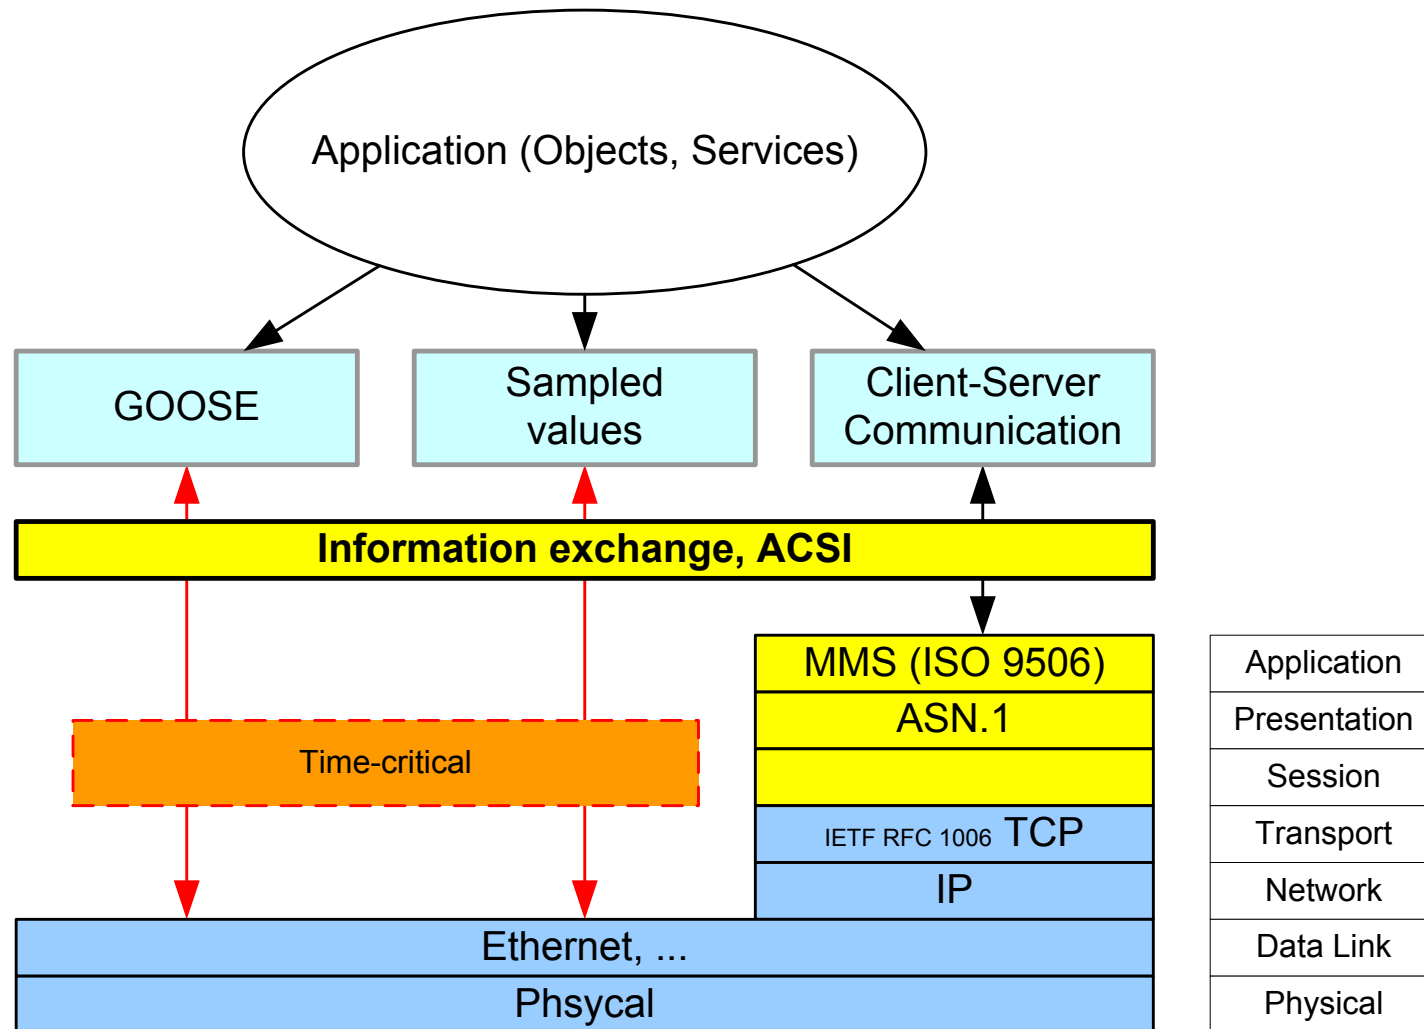 Application (Objects, Services)
GOOSE
Sampled
values
Client-Server
Communication
Information exchange, ACSI
MMS (ISO 9506)
Application
ASN.1
Presentation
Time-critical
Session
IETF RFC 1006 TCP
Transport
IP
Network
Ethernet, ...
Data Link
Phsycal
Physical